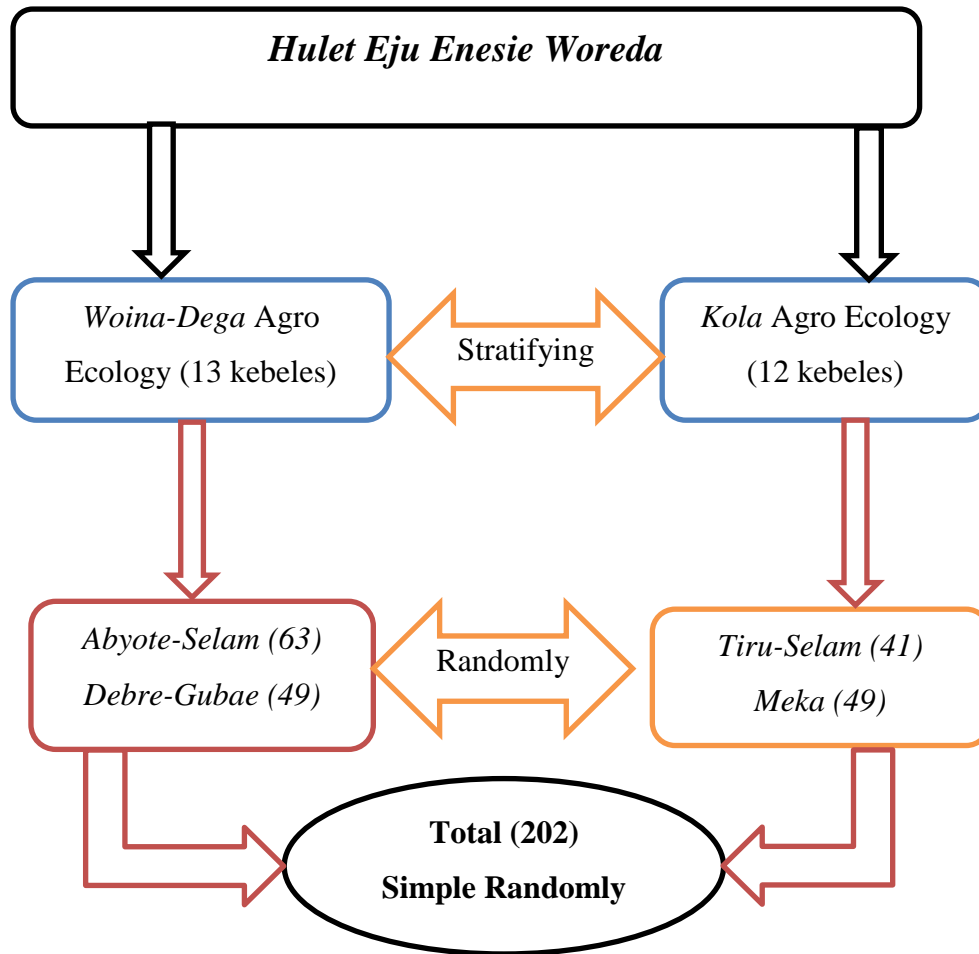 Hulet Eju Enesie Woreda
Woina-Dega Agro
Ecology (13 kebeles)
Stratifying
Kola Agro Ecology
(12 kebeles)
Abyote-Selam (63)
Debre-Gubae (49)
Randomly
Tiru-Selam (41)
Meka (49)
Total (202)
Simple Randomly